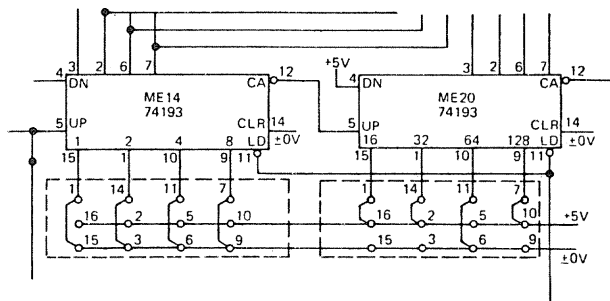 3 2 6 7 3 2 6 7
4 DN CA 12 +5V 4 DN CA 12
ME14 ME20
74193 74193
5 UP CLR 14 5 UP CLR 14
±0V ±0V
1 2 4 8 LD 16 32 64 128 LD
15 1 10 9 11 15 1 10 9 11
1 14 11 7 1 14 11 7
16 2 5 10 16 2 5 10 +5V
15 3 6 9 15 3 6 9 ±0V